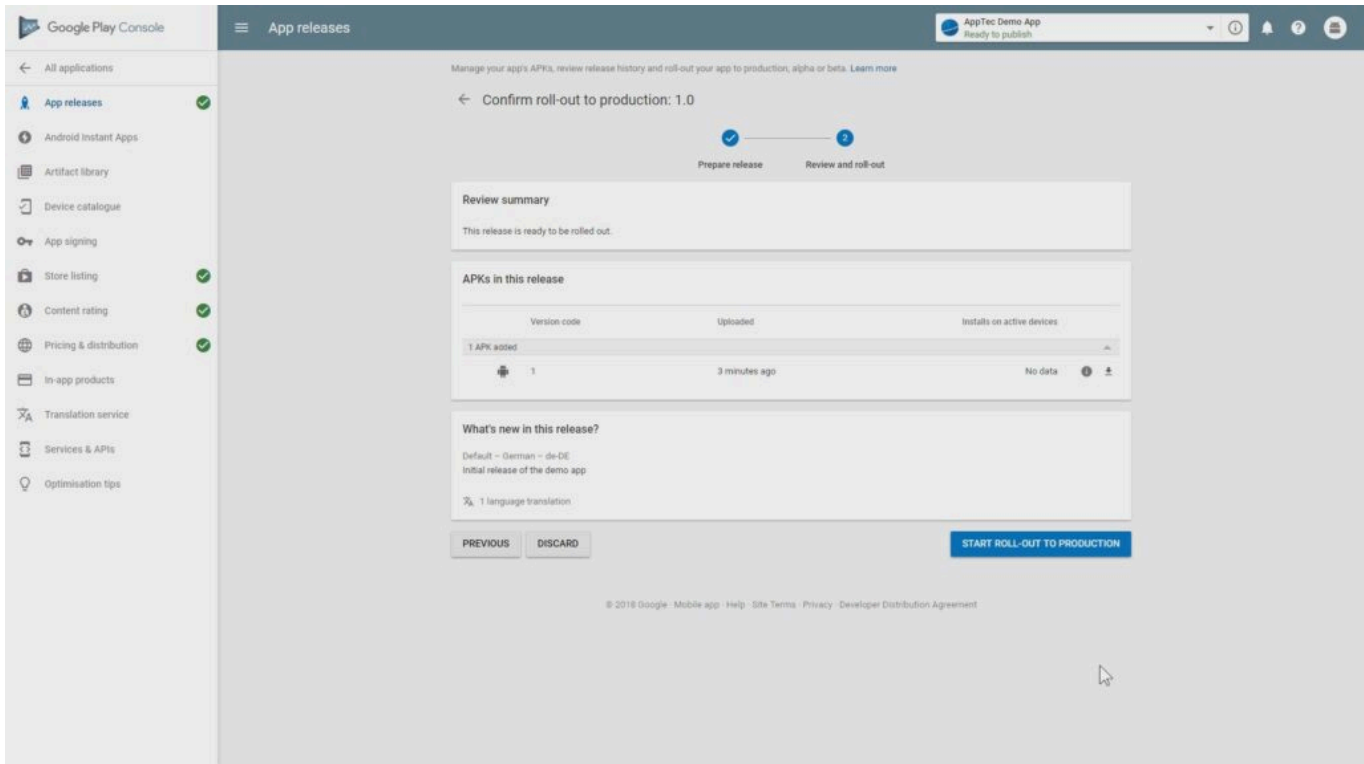 Google Play Console
App releases
AppTec Demo App
Ready to publish
All applications
App releases
Android Instant Apps
Artifact library
Device catalogue
App signing
Store listing
Content rating
Pricing & distribution
In-app products
Translation service
Services & APIs
Optimisation tips
Manage your app's APKs, review release history and roll-out your app to production, alpha or beta. Learn more
Confirm roll-out to production: 1.0
2
Prepare release Review and roll-out
Review summary
This release is ready to be rolled out.
APKs in this release
Version code Uploaded Installs on active devices
1 APK added
1 3 minutes ago No data
What's new in this release?
Default – German – de-DE
Initial release of the demo app
1 language translation
PREVIOUS DISCARD START ROLL-OUT TO PRODUCTION
© 2018 Google · Mobile app · Help · Site Terms · Privacy · Developer Distribution Agreement